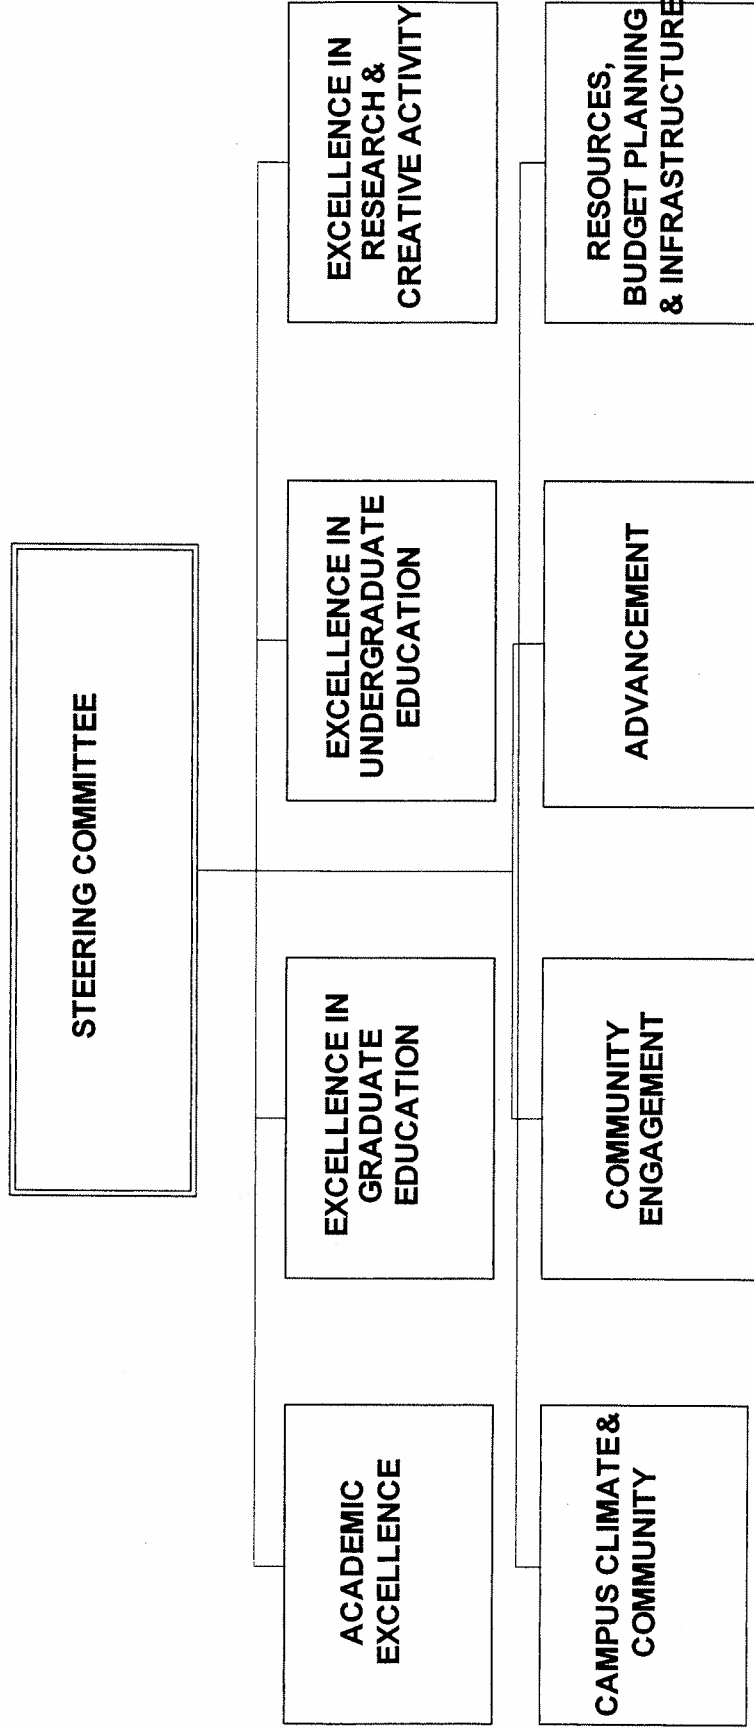 STEERING COMMITTEE
ACADEMIC
EXCELLENCE
EXCELLENCE IN
GRADUATE
EDUCATION
EXCELLENCE IN
UNDERGRADUATE
EDUCATION
EXCELLENCE IN
RESEARCH &
CREATIVE ACTIVITY
CAMPUS CLIMATE&
COMMUNITY
COMMUNITY
ENGAGEMENT
ADVANCEMENT
RESOURCES,
BUDGET PLANNING
& INFRASTRUCTURE